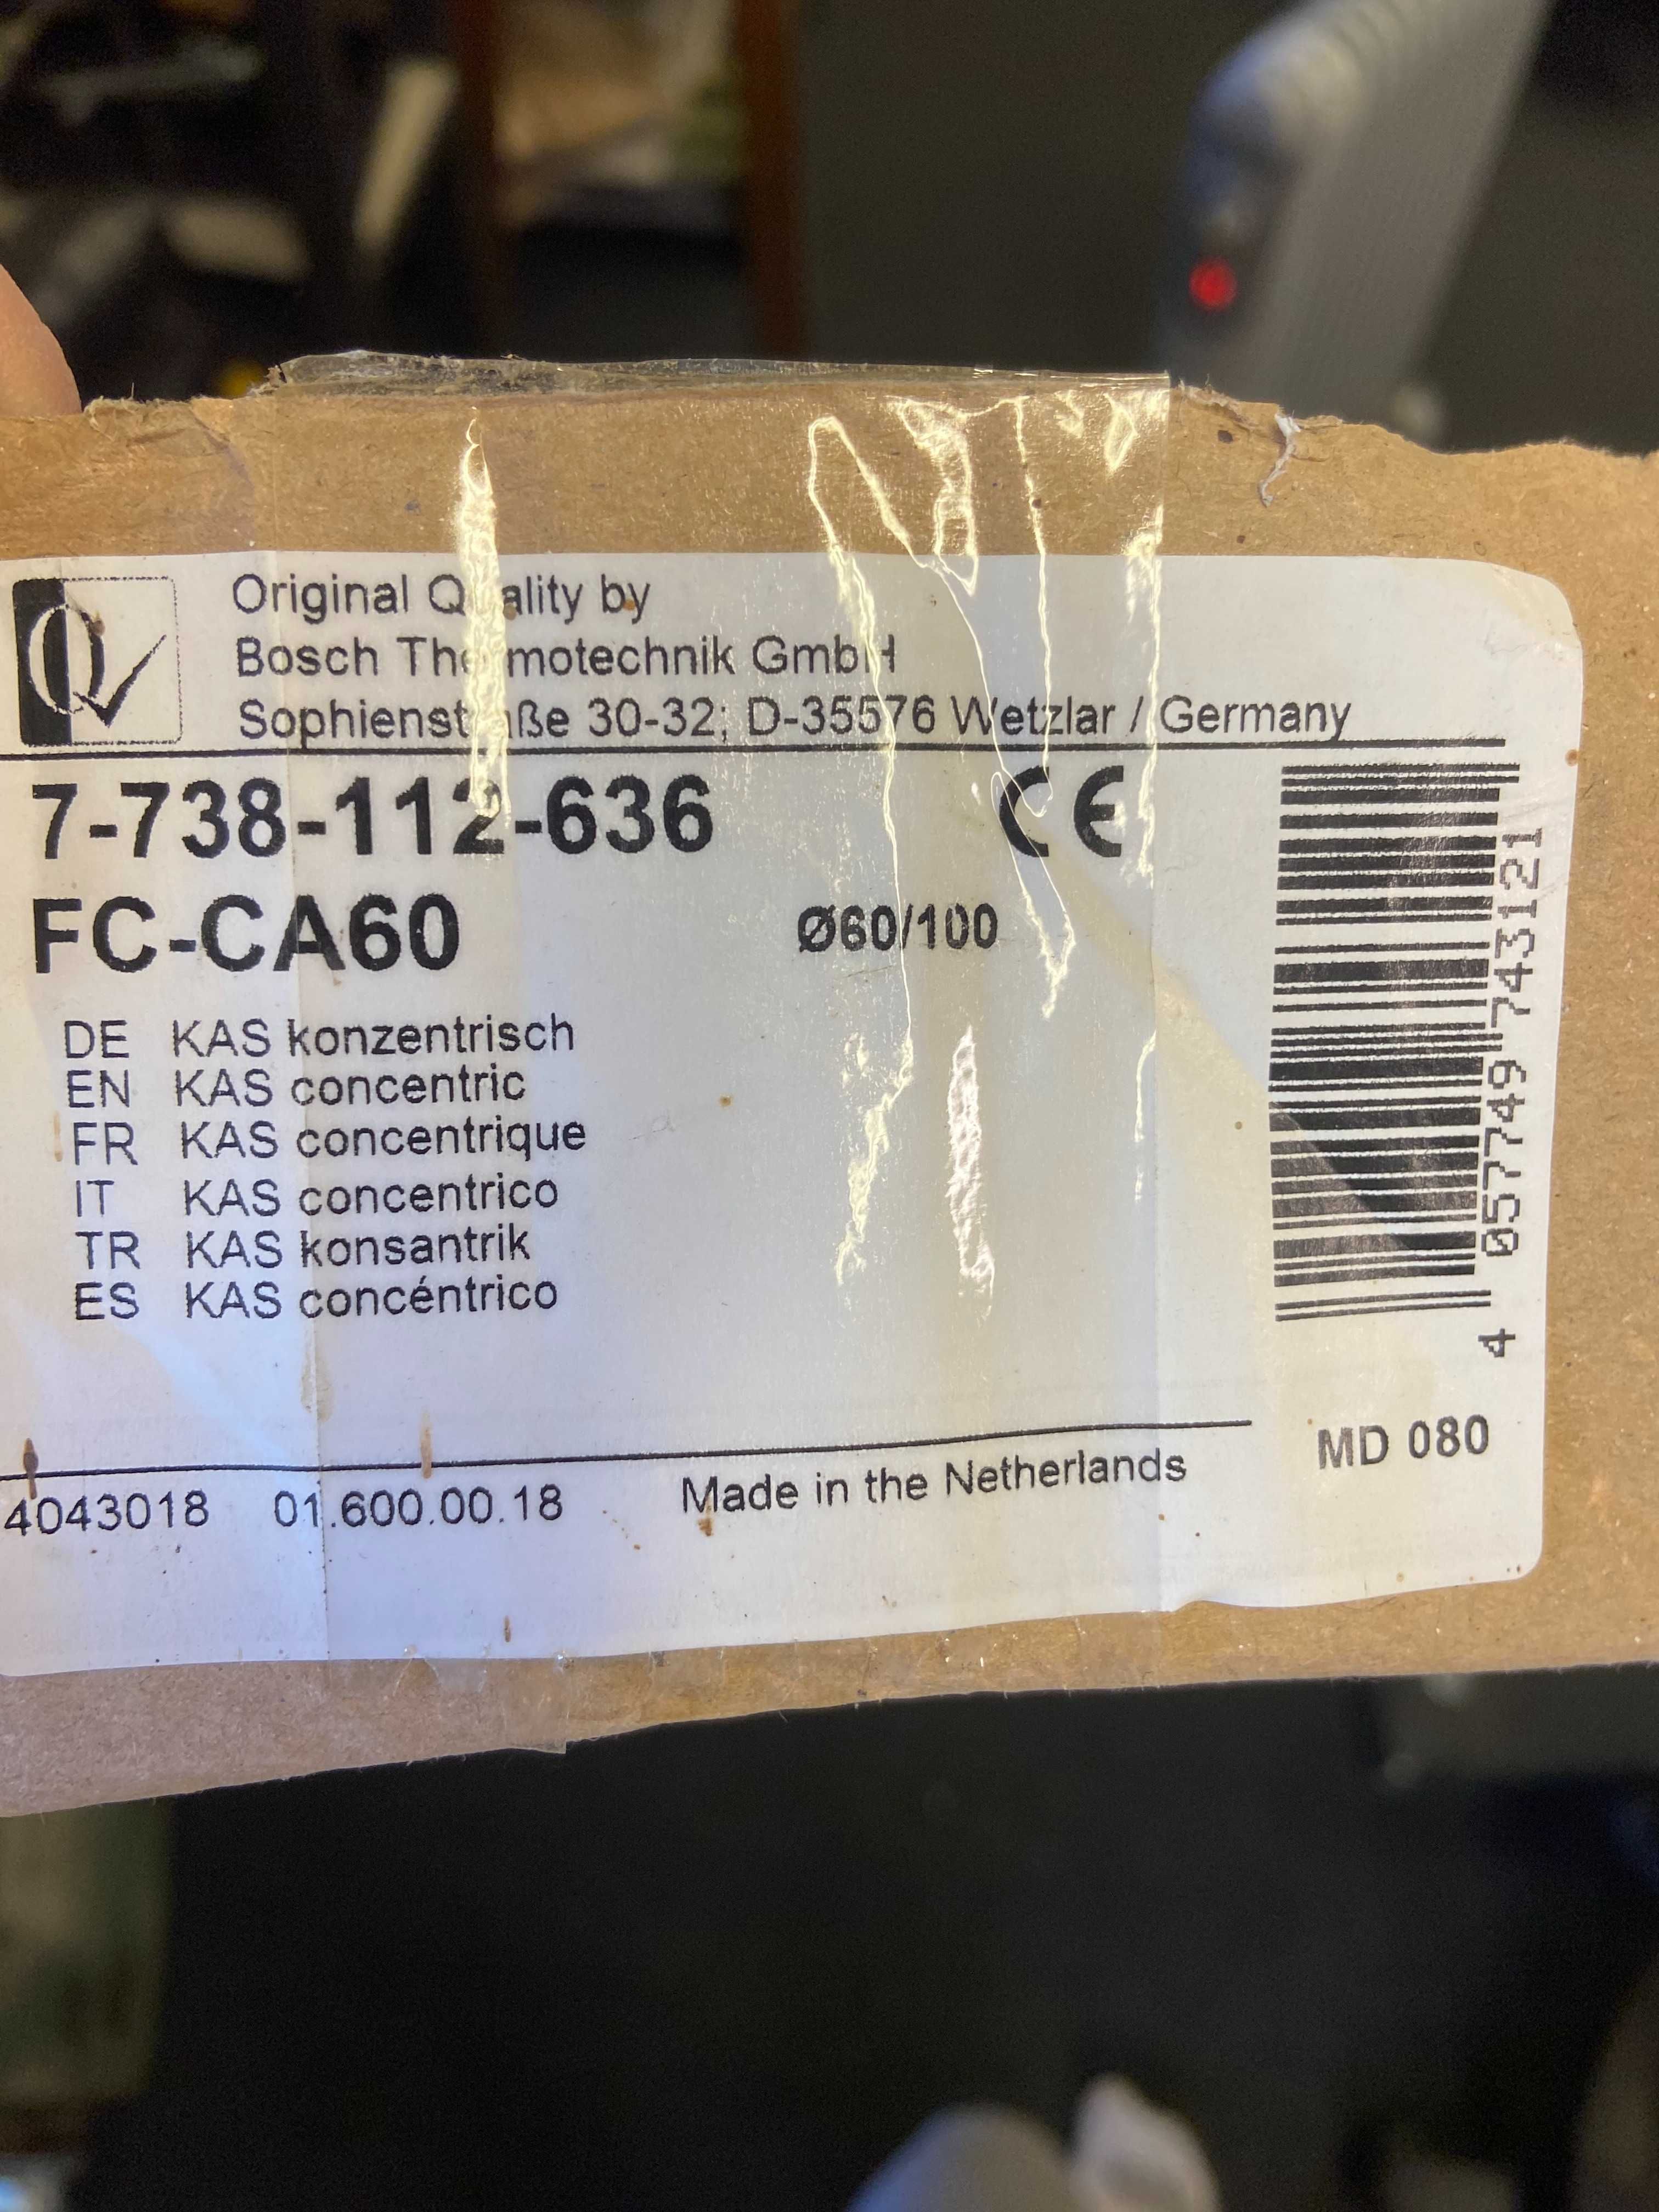 Original Quality by
Bosch Thermotechnik GmbH
Sophienstraße 30-32; D-35576 Wetzlar / Germany
7-738-112-636
CE
FC-CA60 Ø60/100
DE KAS konzentrisch
EN KAS concentric
FR KAS concentrique
IT KAS concentrico
TR KAS konsantrik
ES KAS concéntrico
4 057749 743121
MD 080
4043018 01.600.00.18 Made in the Netherlands